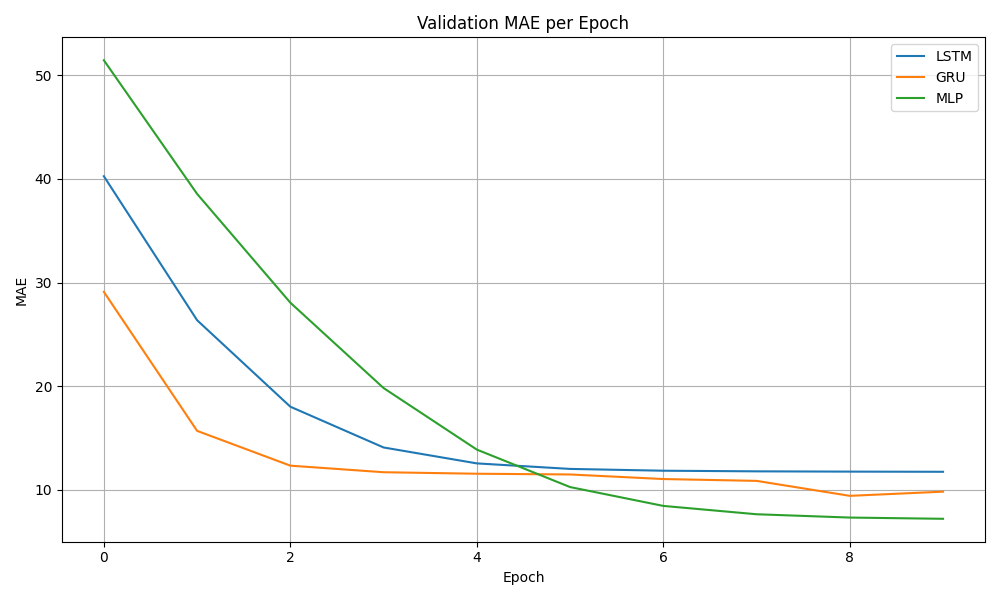 Validation MAE per Epoch
LSTM
GRU
MLP
50
40
30
20
10
MAE
0 2 4 6 8
Epoch